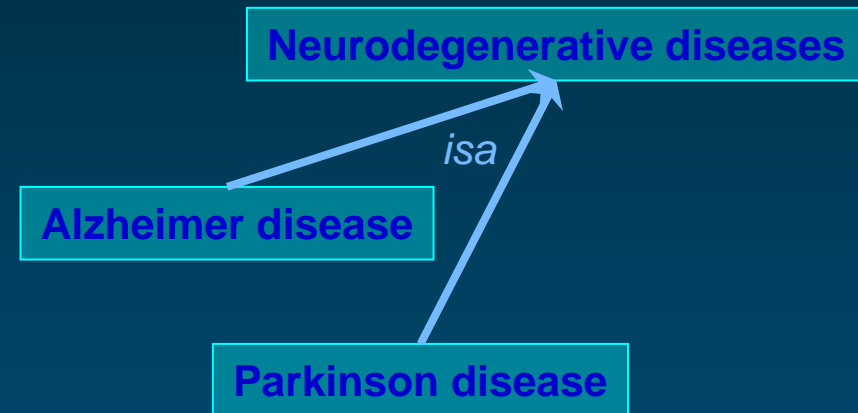 Neurodegenerative diseases
isa
Alzheimer disease
Parkinson disease